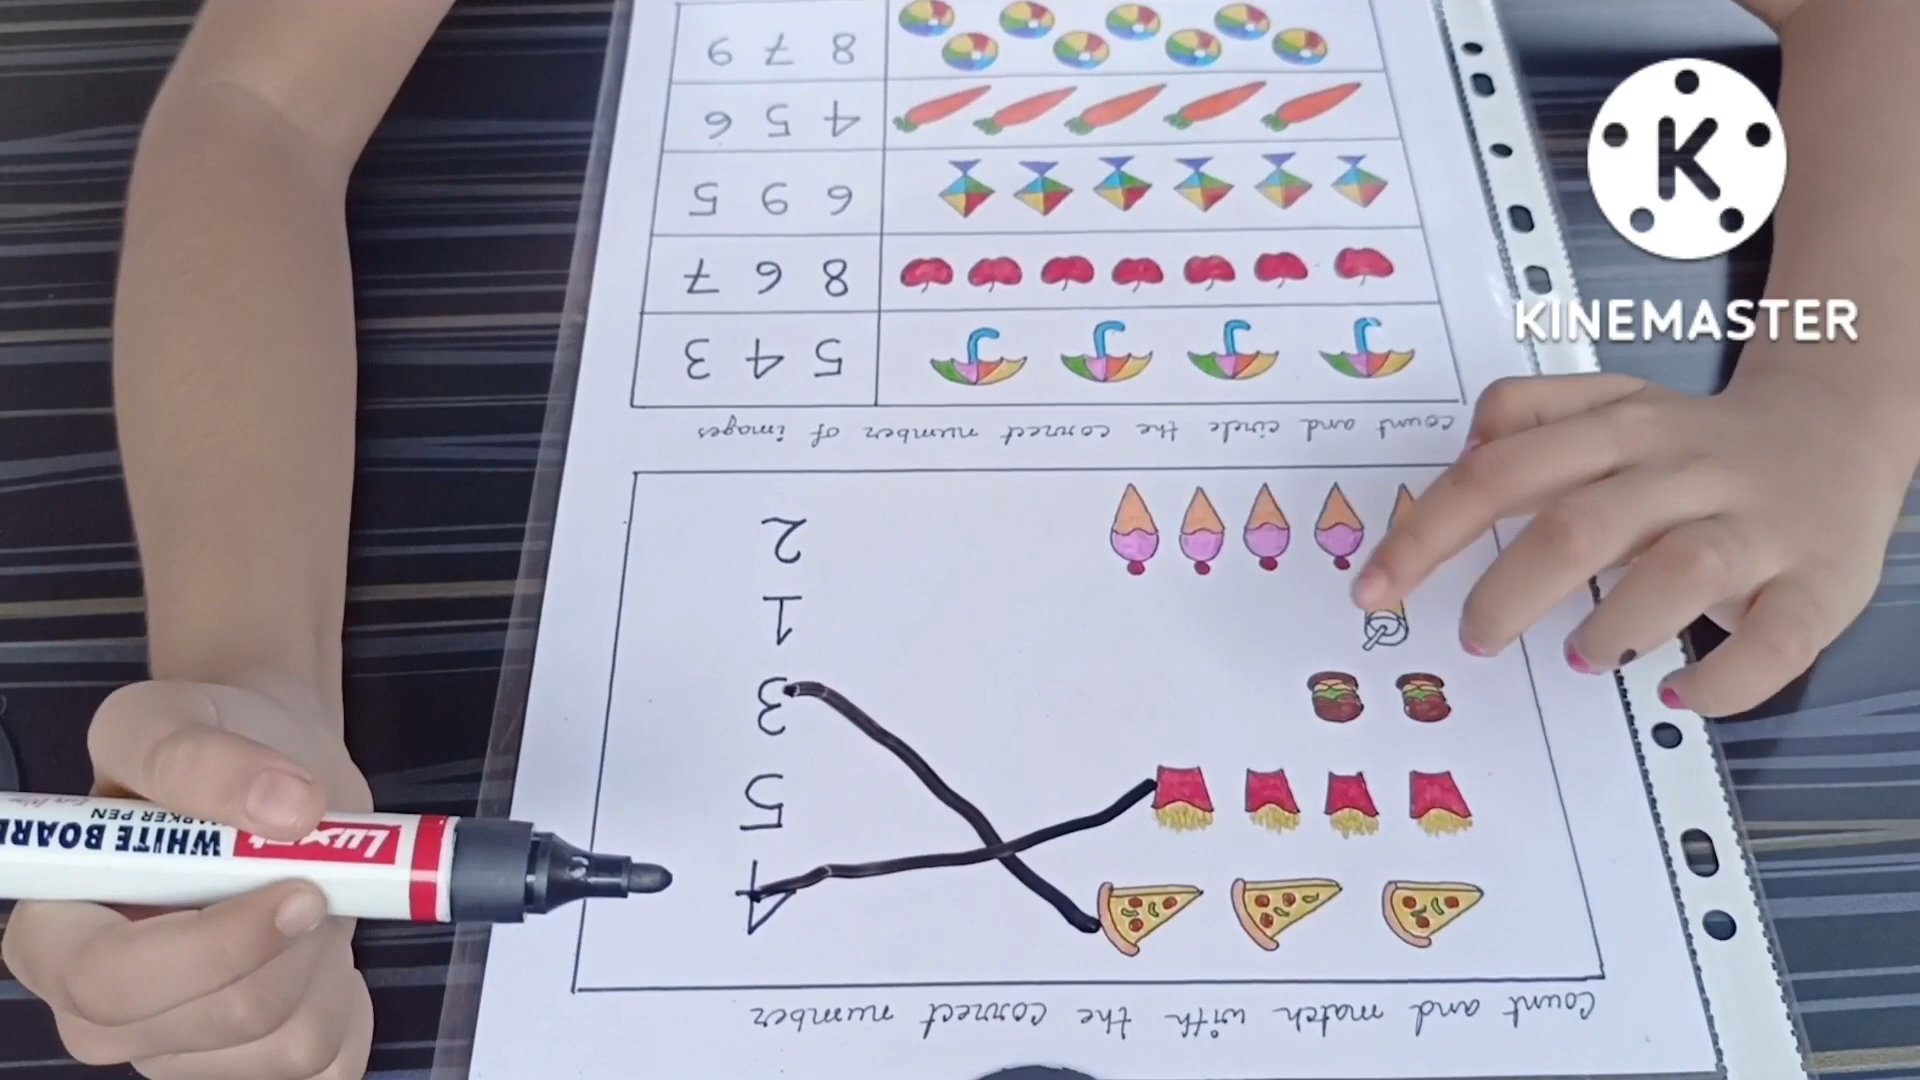 Count and match with the correct number
4
5
3
1
2
count and circle the correct number of images
5 4 3
8 6 7
6 9 5
4 5 6
8 7 9
KINEMASTER
K
Luxor
WHITE BOARD
MARKER PEN